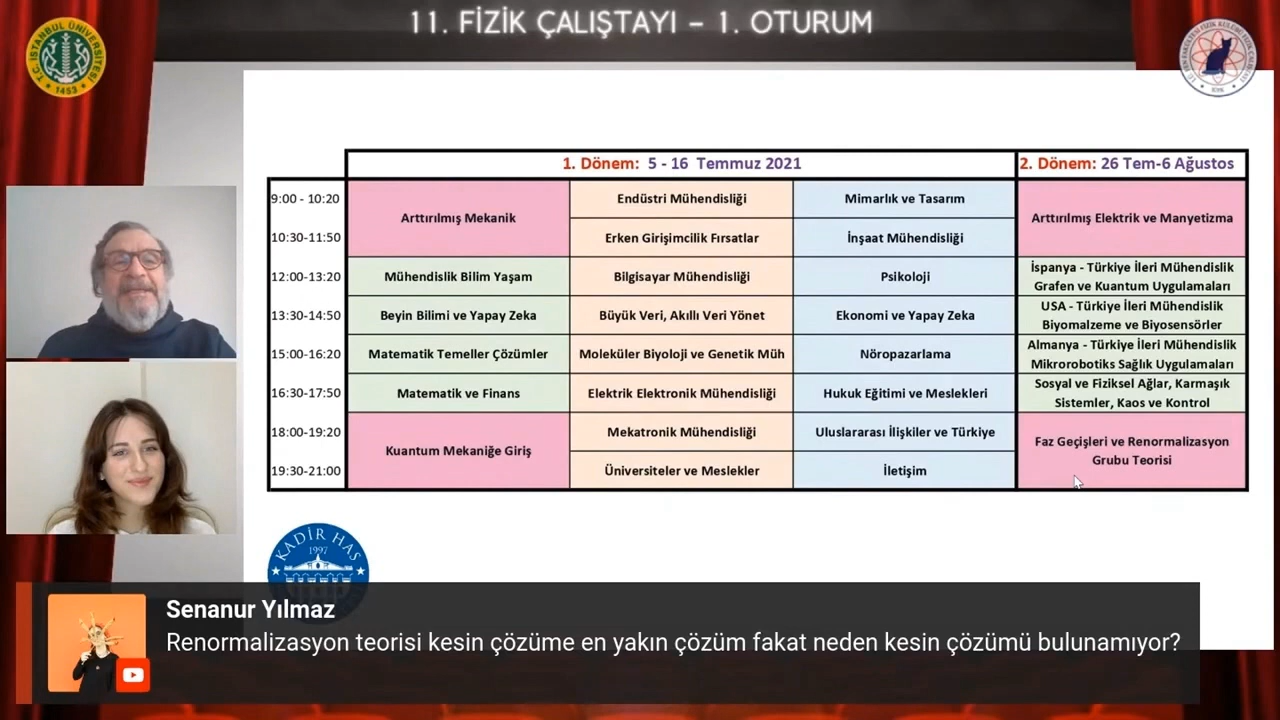 11. FİZİK ÇALIŞTAYI – 1. OTURUM
T.C. İSTANBUL ÜNİVERSİTESİ
1453
1. Dönem: 5 - 16 Temmuz 2021
2. Dönem: 26 Tem-6 Ağustos
9:00 - 10:20
Arttırılmış Mekanik
Endüstri Mühendisliği
Mimarlık ve Tasarım
Arttırılmış Elektrik ve Manyetizma
10:30-11:50
Erken Girişimcilik Fırsatlar
İnşaat Mühendisliği
12:00-13:20
Mühendislik Bilim Yaşam
Bilgisayar Mühendisliği
Psikoloji
İspanya - Türkiye İleri Mühendislik
Grafen ve Kuantum Uygulamaları
13:30-14:50
Beyin Bilimi ve Yapay Zeka
Büyük Veri, Akıllı Veri Yönet
Ekonomi ve Yapay Zeka
USA - Türkiye İleri Mühendislik
Biyomalzeme ve Biyosensörler
15:00-16:20
Matematik Temeller Çözümler
Moleküler Biyoloji ve Genetik Müh
Nöropazarlama
Almanya - Türkiye İleri Mühendislik
Mikrorobotiks Sağlık Uygulamaları
16:30-17:50
Matematik ve Finans
Elektrik Elektronik Mühendisliği
Hukuk Eğitimi ve Meslekleri
Sosyal ve Fiziksel Ağlar, Karmaşık
Sistemler, Kaos ve Kontrol
18:00-19:20
Kuantum Mekaniğe Giriş
Mekatronik Mühendisliği
Uluslararası İlişkiler ve Türkiye
Faz Geçişleri ve Renormalizasyon
Grubu Teorisi
19:30-21:00
Üniversiteler ve Meslekler
İletişim
KADİR HAS
1997
Senanur Yılmaz
Renormalizasyon teorisi kesin çözüme en yakın çözüm fakat neden kesin çözümü bulunamıyor?